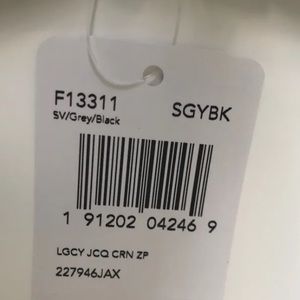 F13311 SGYBK
SV/Grey/Black
1 91202 04246 9
LGCY JCQ CRN ZP
227946JAX